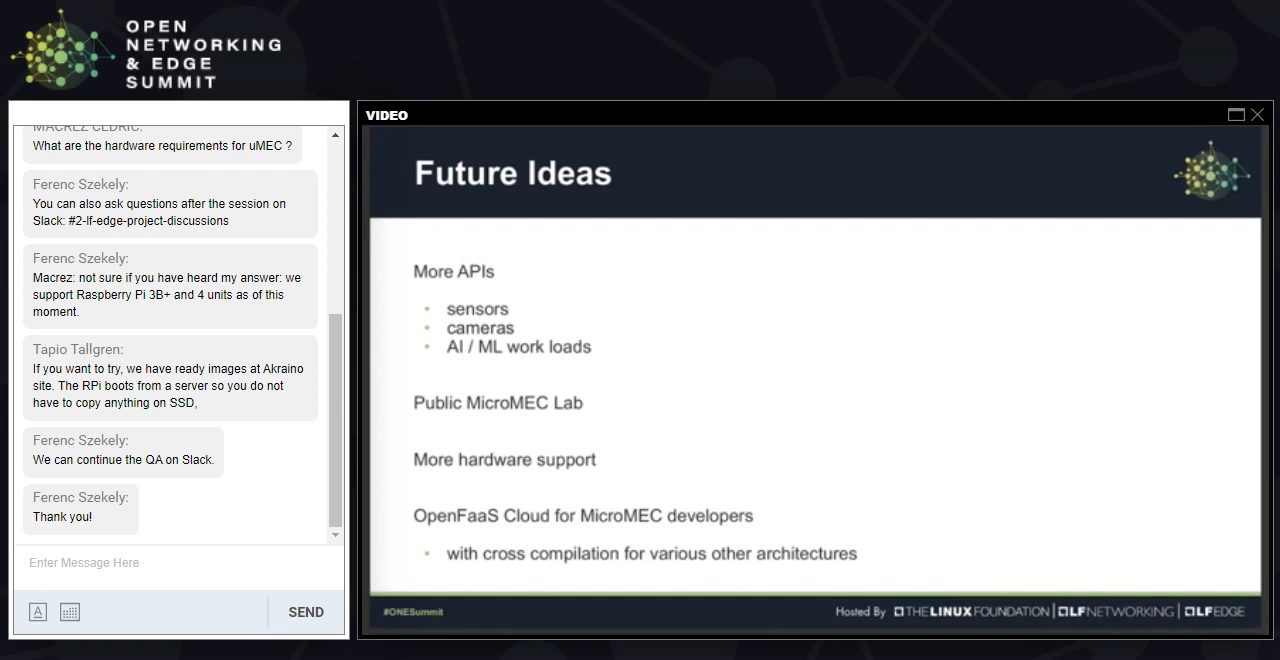 OPEN
NETWORKING
& EDGE
SUMMIT
MACREZ CEDRIC:
What are the hardware requirements for uMEC ?
Ferenc Szekely:
You can also ask questions after the session on
Slack: #2-lf-edge-project-discussions
Ferenc Szekely:
Macrez: not sure if you have heard my answer: we
support Raspberry Pi 3B+ and 4 units as of this
moment.
Tapio Tallgren:
If you want to try, we have ready images at Akraino
site. The RPi boots from a server so you do not
have to copy anything on SSD,
Ferenc Szekely:
We can continue the QA on Slack.
Ferenc Szekely:
Thank you!
Enter Message Here
A
SEND
VIDEO
Future Ideas
More APIs
• sensors
• cameras
• AI / ML work loads
Public MicroMEC Lab
More hardware support
OpenFaaS Cloud for MicroMEC developers
• with cross compilation for various other architectures
#ONESummit
Hosted By THE LINUX FOUNDATION | LFNETWORKING | LFEDGE